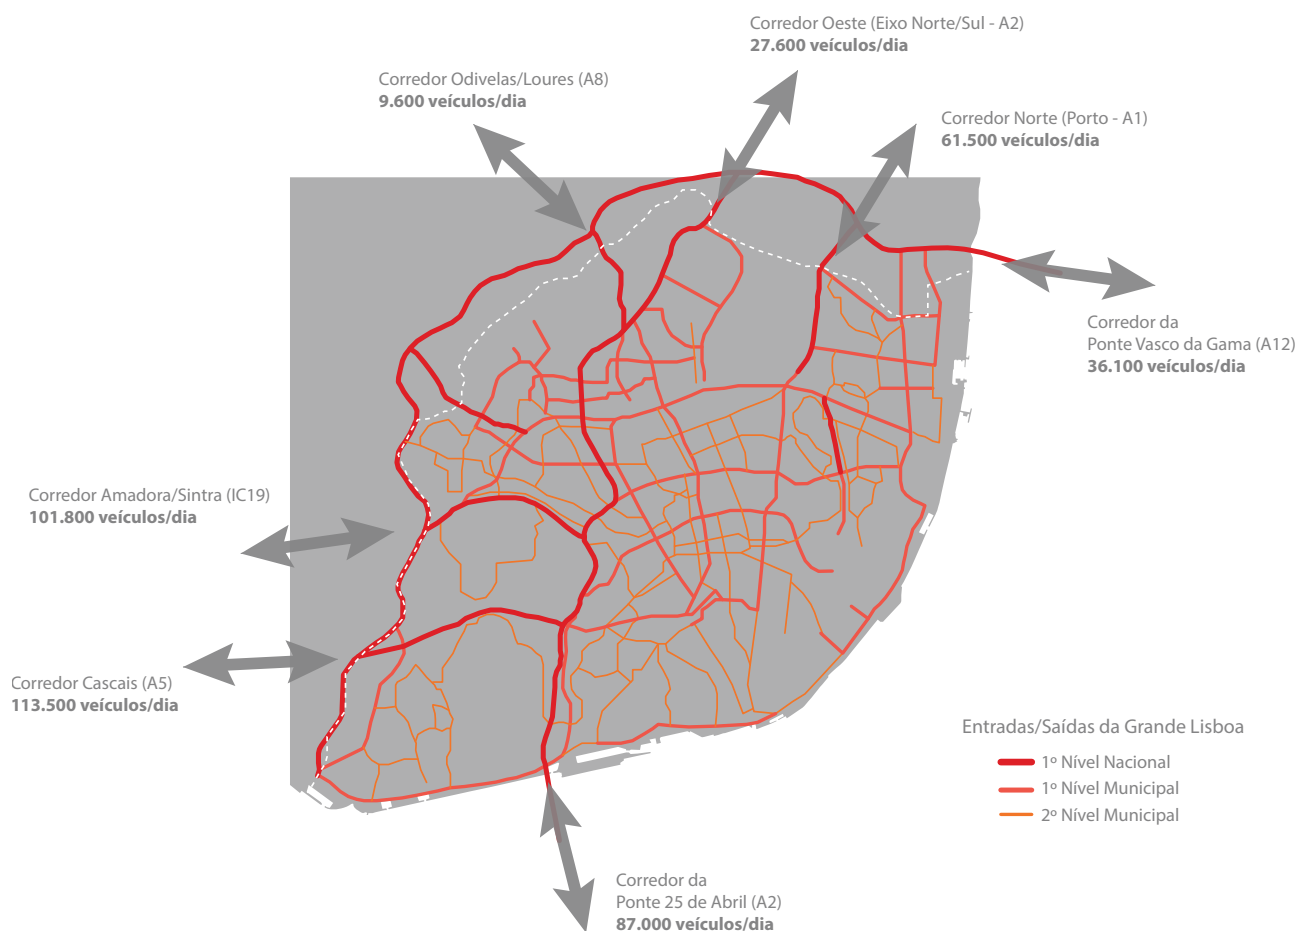 Corredor Oeste (Eixo Norte/Sul - A2)
27.600 veículos/dia
Corredor Odivelas/Loures (A8)
9.600 veículos/dia
Corredor Norte (Porto - A1)
61.500 veículos/dia
Corredor da
Ponte Vasco da Gama (A12)
36.100 veículos/dia
Corredor Amadora/Sintra (IC19)
101.800 veículos/dia
Corredor Cascais (A5)
113.500 veículos/dia
Entradas/Saídas da Grande Lisboa
1º Nível Nacional
1º Nível Municipal
2º Nível Municipal
Corredor da
Ponte 25 de Abril (A2)
87.000 veículos/dia